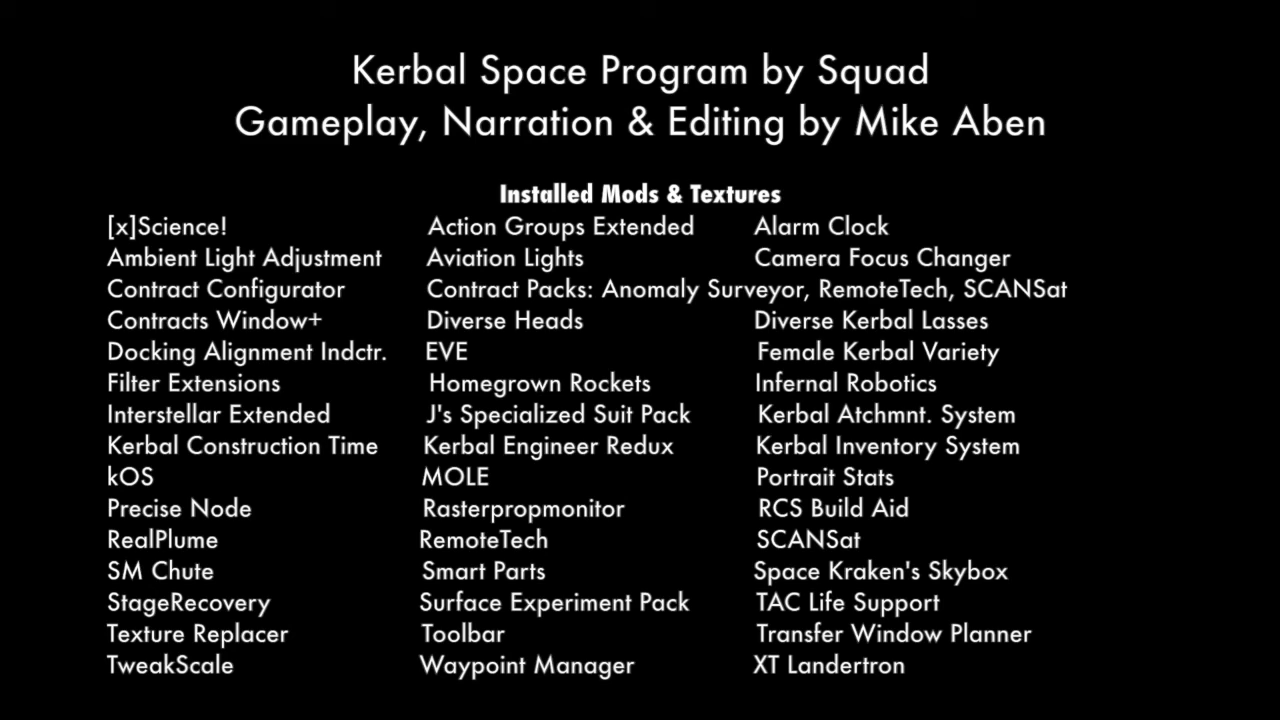 Kerbal Space Program by Squad
Gameplay, Narration & Editing by Mike Aben
Installed Mods & Textures
[x]Science! Action Groups Extended Alarm Clock
Ambient Light Adjustment Aviation Lights Camera Focus Changer
Contract Configurator Contract Packs: Anomaly Surveyor, RemoteTech, SCANSat
Contracts Window+ Diverse Heads Diverse Kerbal Lasses
Docking Alignment Indctr. EVE Female Kerbal Variety
Filter Extensions Homegrown Rockets Infernal Robotics
Interstellar Extended J's Specialized Suit Pack Kerbal Atchmnt. System
Kerbal Construction Time Kerbal Engineer Redux Kerbal Inventory System
kOS MOLE Portrait Stats
Precise Node Rasterpropmonitor RCS Build Aid
RealPlume RemoteTech SCANSat
SM Chute Smart Parts Space Kraken's Skybox
StageRecovery Surface Experiment Pack TAC Life Support
Texture Replacer Toolbar Transfer Window Planner
TweakScale Waypoint Manager XT Landertron